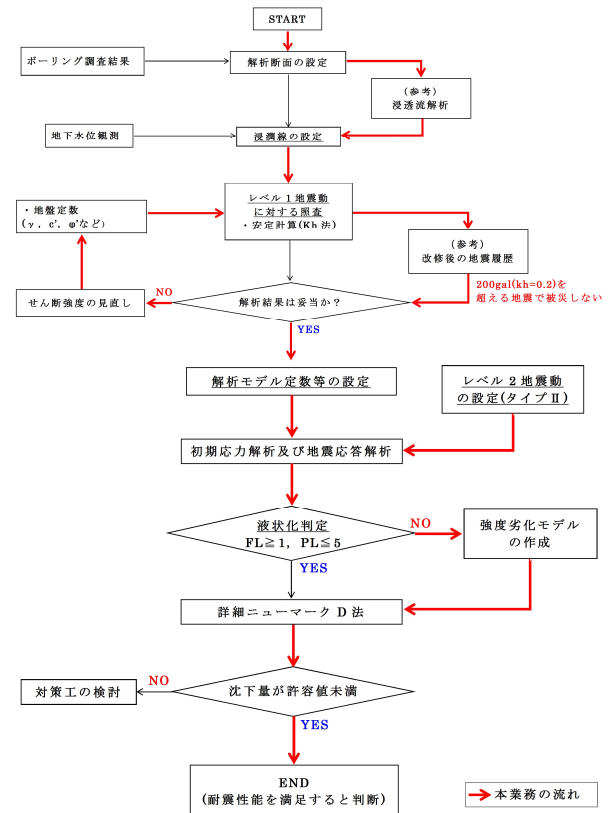 START
ボーリング調査結果
解析断面の設定
(参考)
浸透流解析
地下水位観測
浸潤線の設定
・地盤定数
(γ, c', φ'など)
レベル1地震動
に対する照査
・安定計算(Kh法)
(参考)
改修後の地震履歴
200gal(kh=0.2)を
超える地震で被災しない
せん断強度の見直し
NO
解析結果は妥当か?
YES
解析モデル定数等の設定
レベル2地震動
の設定(タイプⅡ)
初期応力解析及び地震応答解析
液状化判定
FL≧1, PL≦5
NO
強度劣化モデル
の作成
YES
詳細ニューマークD法
対策工の検討
NO
沈下量が許容値未満
YES
END
(耐震性能を満足すると判断)
本業務の流れ